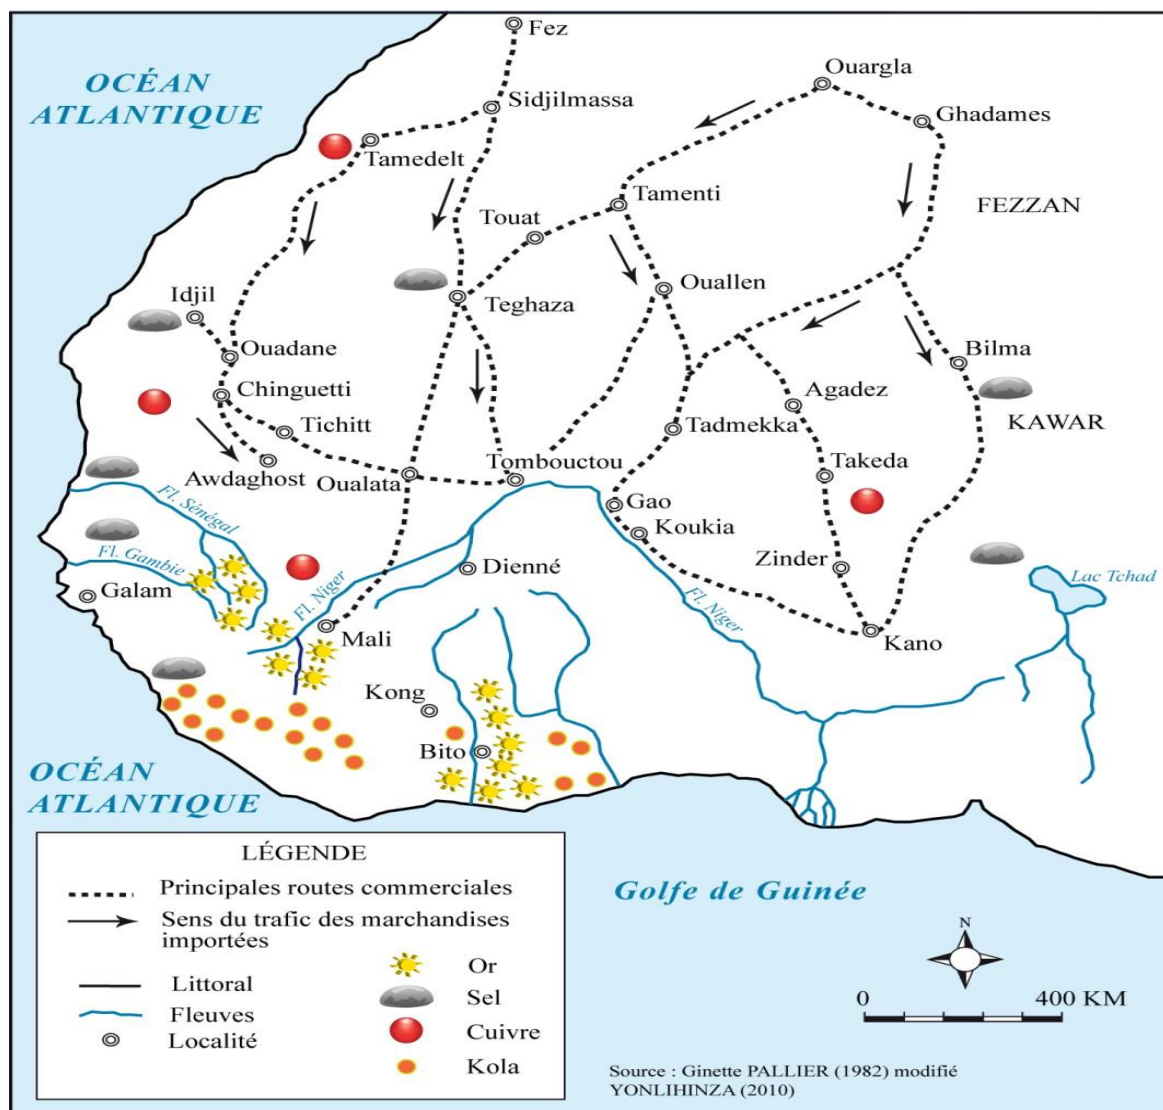 Fez
OCÉAN
ATLANTIQUE
Ouargla
Sidjilmassa
Ghadames
Tamedelt
Tamenti
FEZZAN
Touat
Ouallen
Idjil
Teghaza
Ouadane
Bilma
Chinguetti
Agadez
KAWAR
Tichitt
Tadmekka
Awdaghost
Oualata
Tombouctou
Takeda
Fl. Sénégal
Gao
Koukia
Fl. Gambie
Zinder
Dienné
Galam
Fl. Niger
Fl. Niger
Lac Tchad
Mali
Kano
Kong
Bito
OCÉAN
ATLANTIQUE
LÉGENDE
Principales routes commerciales
Sens du trafic des marchandises
importées
Littoral
Fleuves
Localité
Or
Sel
Cuivre
Kola
Golfe de Guinée
N
0 400 KM
Source : Ginette PALLIER (1982) modifié
YONLIHINZA (2010)